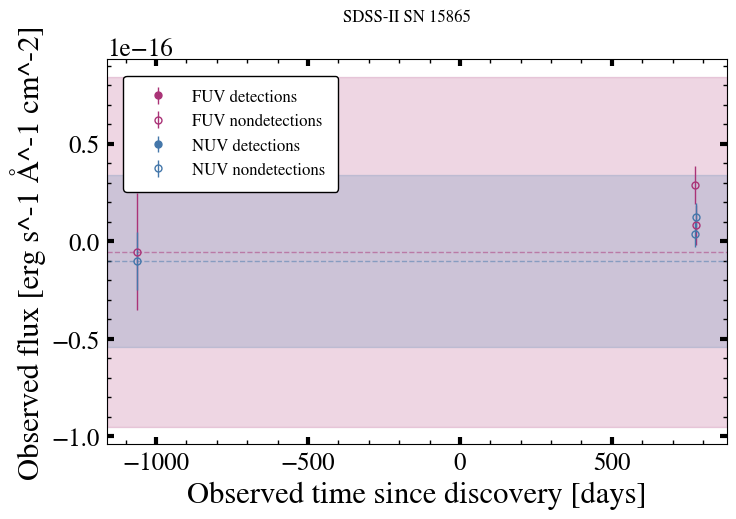 SDSS-II SN 15865
1e−16
FUV detections
FUV nondetections
NUV detections
NUV nondetections
0.5
0.0
−0.5
−1.0
−1000
−500
0
500
Observed time since discovery [days]
Observed flux [erg s^-1 Å^-1 cm^-2]